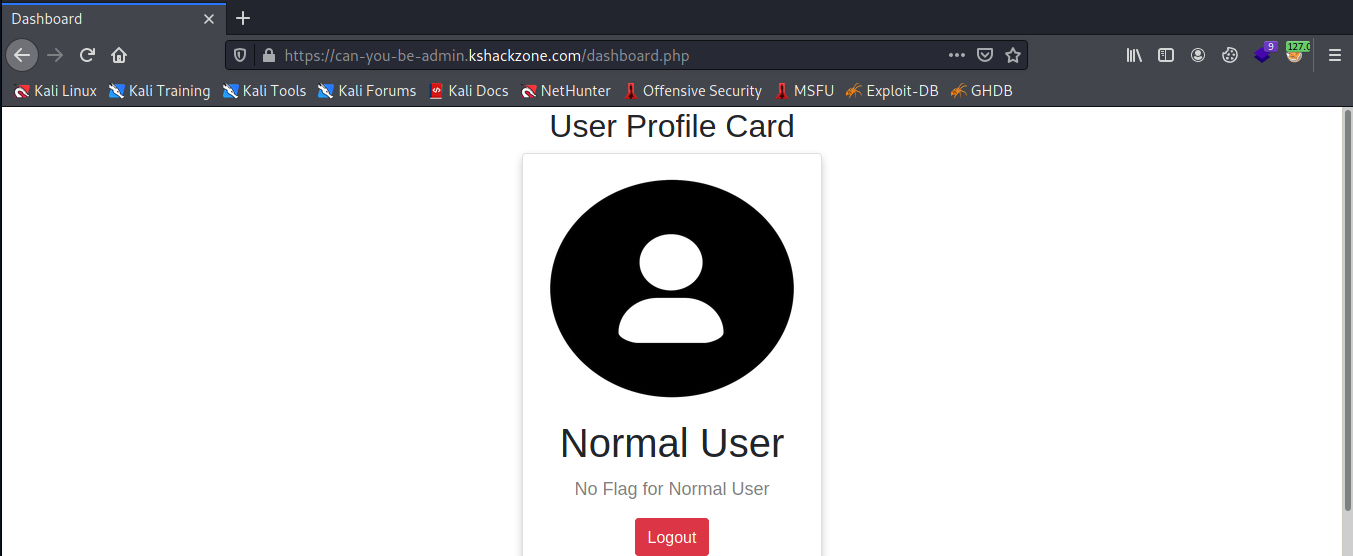 Dashboard
https://can-you-be-admin.kshackzone.com/dashboard.php
9
Kali Linux Kali Training Kali Tools Kali Forums Kali Docs NetHunter Offensive Security MSFU Exploit-DB GHDB
User Profile Card
Normal User
No Flag for Normal User
Logout